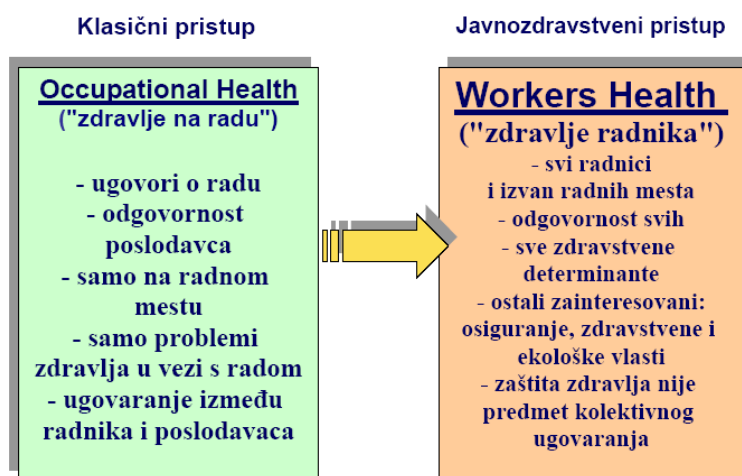 Klasični pristup
Occupational Health
("zdravlje na radu")
- ugovori o radu
- odgovornost
poslodavca
- samo na radnom
mestu
- samo problemi
zdravlja u vezi s radom
- ugovaranje između
radnika i poslodavaca
Javnozdravstveni pristup
Workers Health
("zdravlje radnika")
- svi radnici
i izvan radnih mesta
- odgovornost svih
- sve zdravstvene
determinante
- ostali zainteresovani:
osiguranje, zdravstvene i
ekološke vlasti
- zaštita zdravlja nije
predmet kolektivnog
ugovaranja